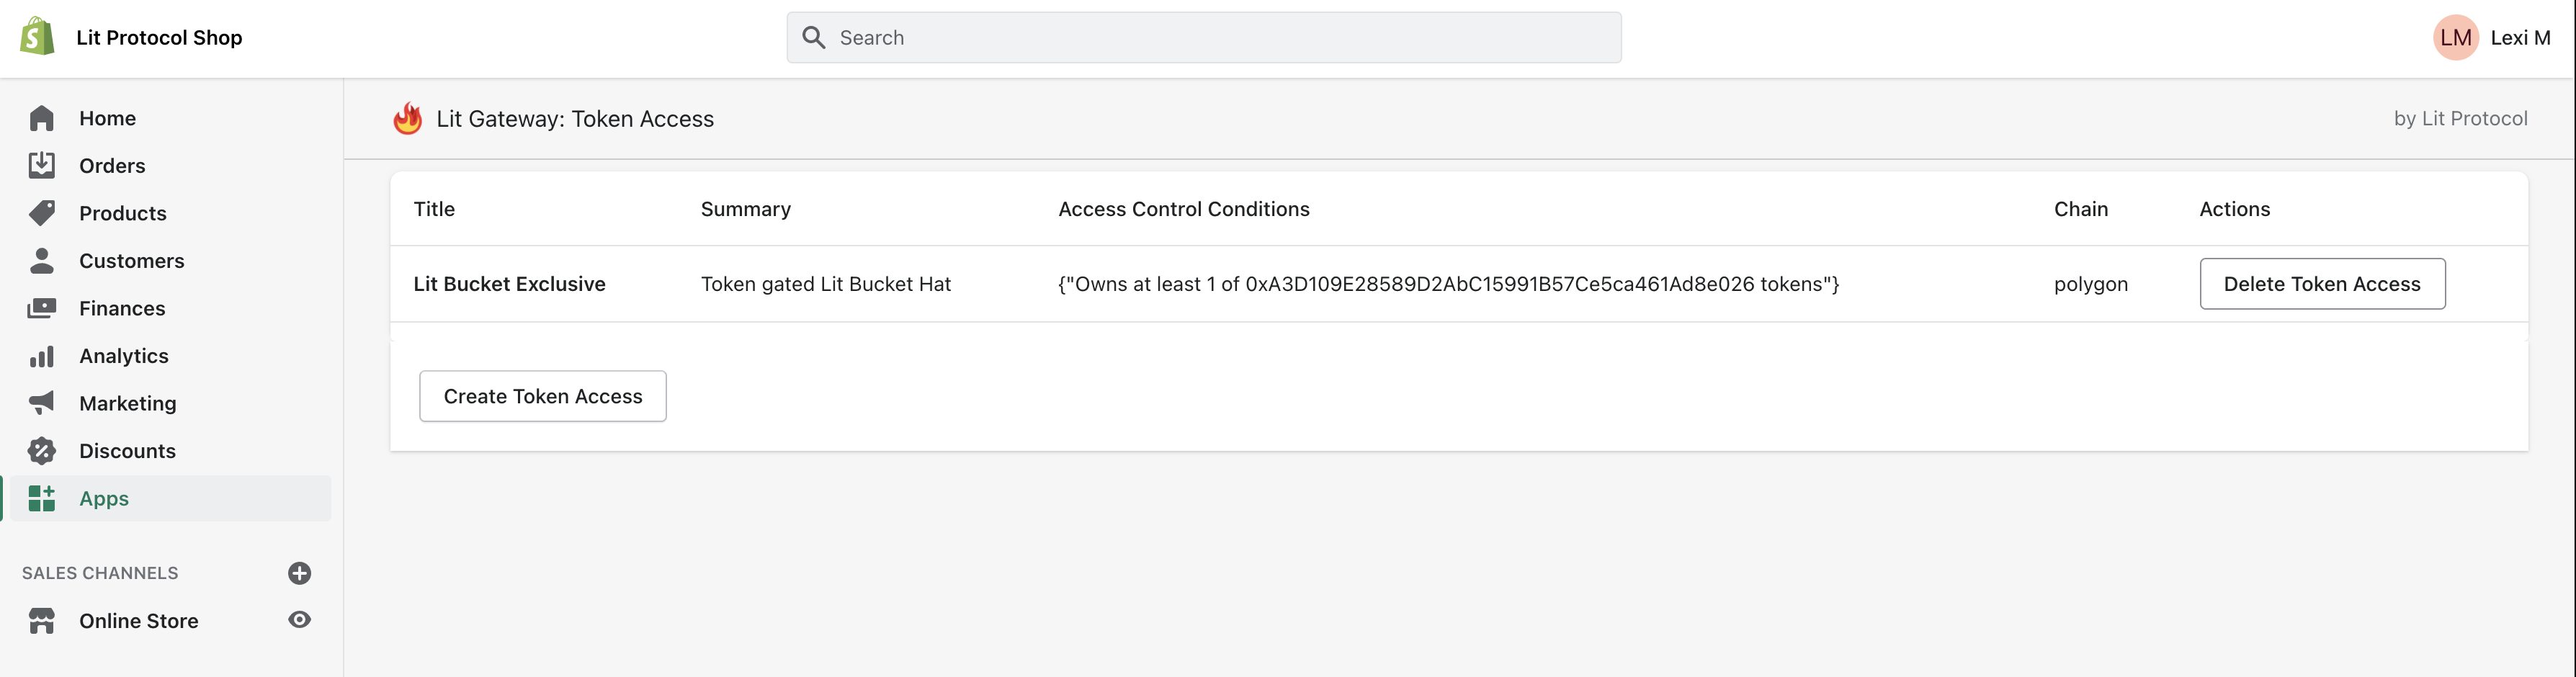 Lit Protocol Shop
Search
LM Lexi M
Home
Orders
Products
Customers
Finances
Analytics
Marketing
Discounts
Apps
SALES CHANNELS
Online Store
Lit Gateway: Token Access
by Lit Protocol
Title Summary Access Control Conditions Chain Actions
Lit Bucket Exclusive Token gated Lit Bucket Hat {"Owns at least 1 of 0xA3D109E28589D2AbC15991B57Ce5ca461Ad8e026 tokens"} polygon Delete Token Access
Create Token Access